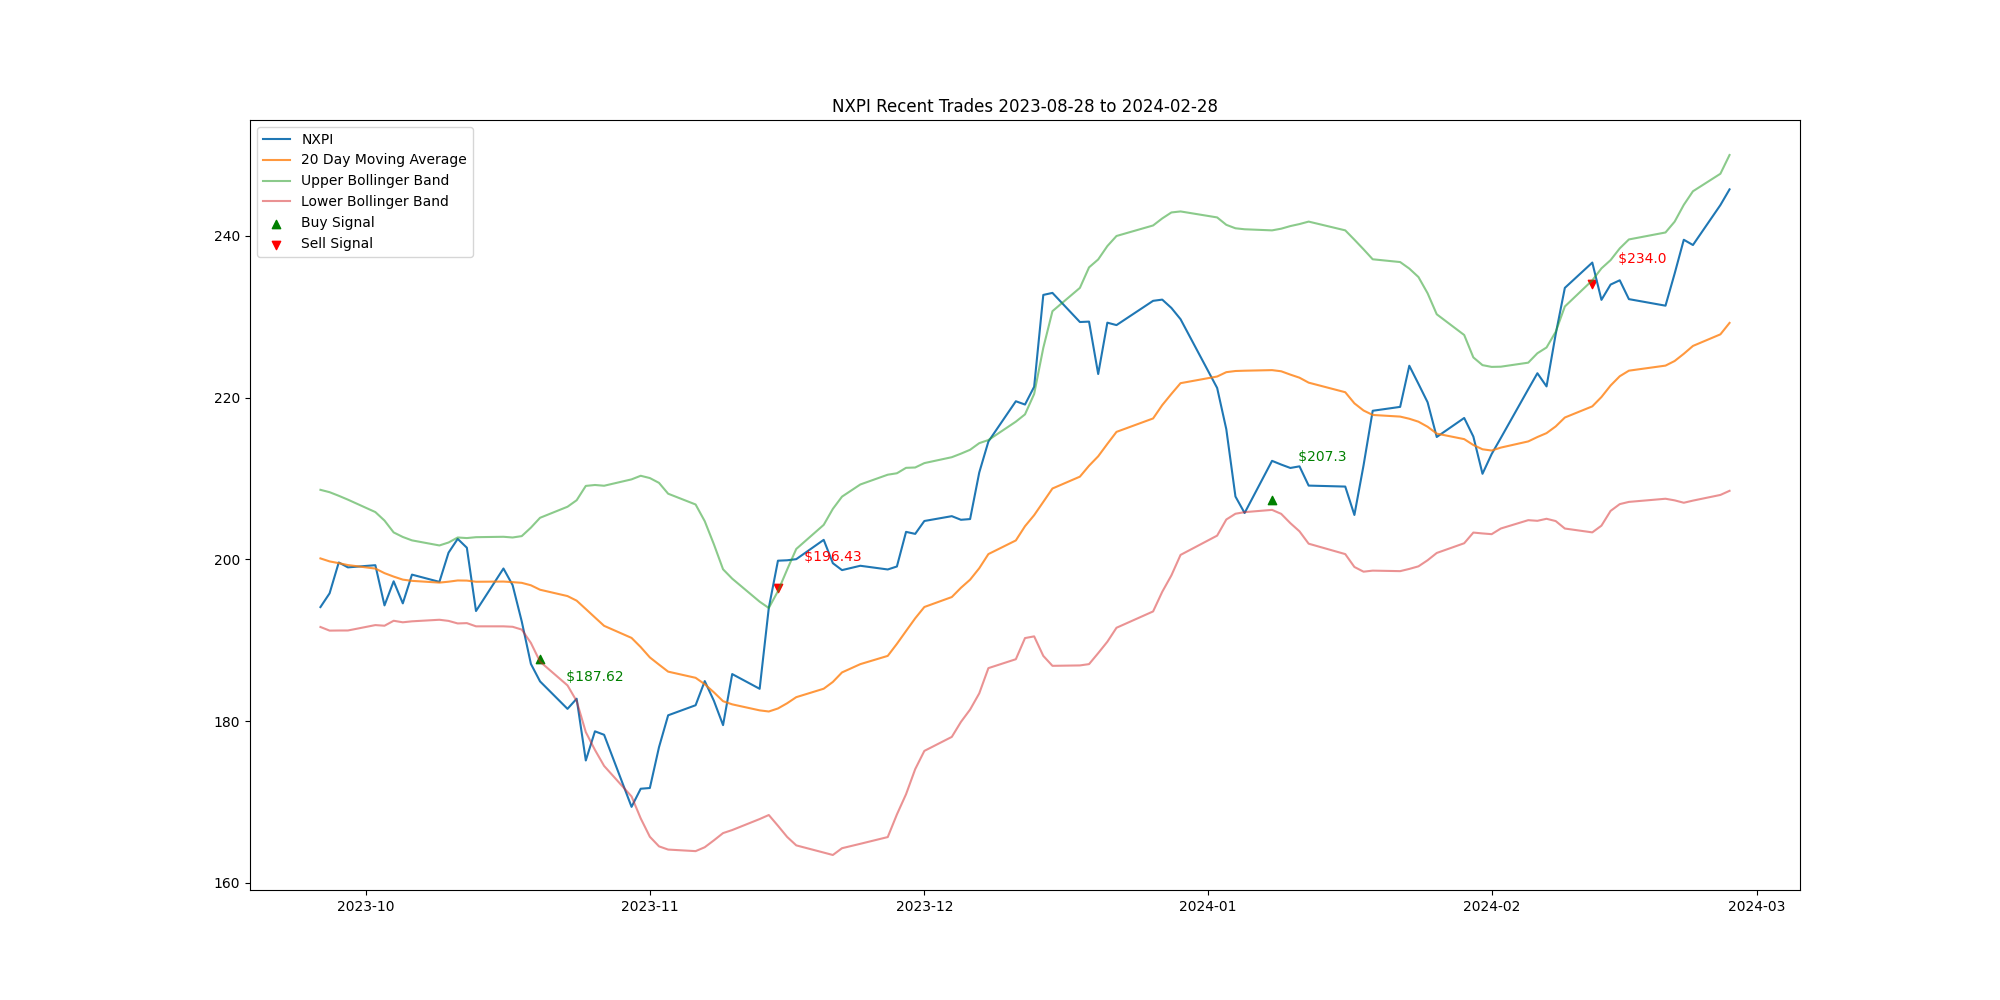 NXPI Recent Trades 2023-08-28 to 2024-02-28
NXPI
20 Day Moving Average
Upper Bollinger Band
Lower Bollinger Band
Buy Signal
Sell Signal
240
220
200
180
160
$234.0
$207.3
$196.43
$187.62
2023-10
2023-11
2023-12
2024-01
2024-02
2024-03